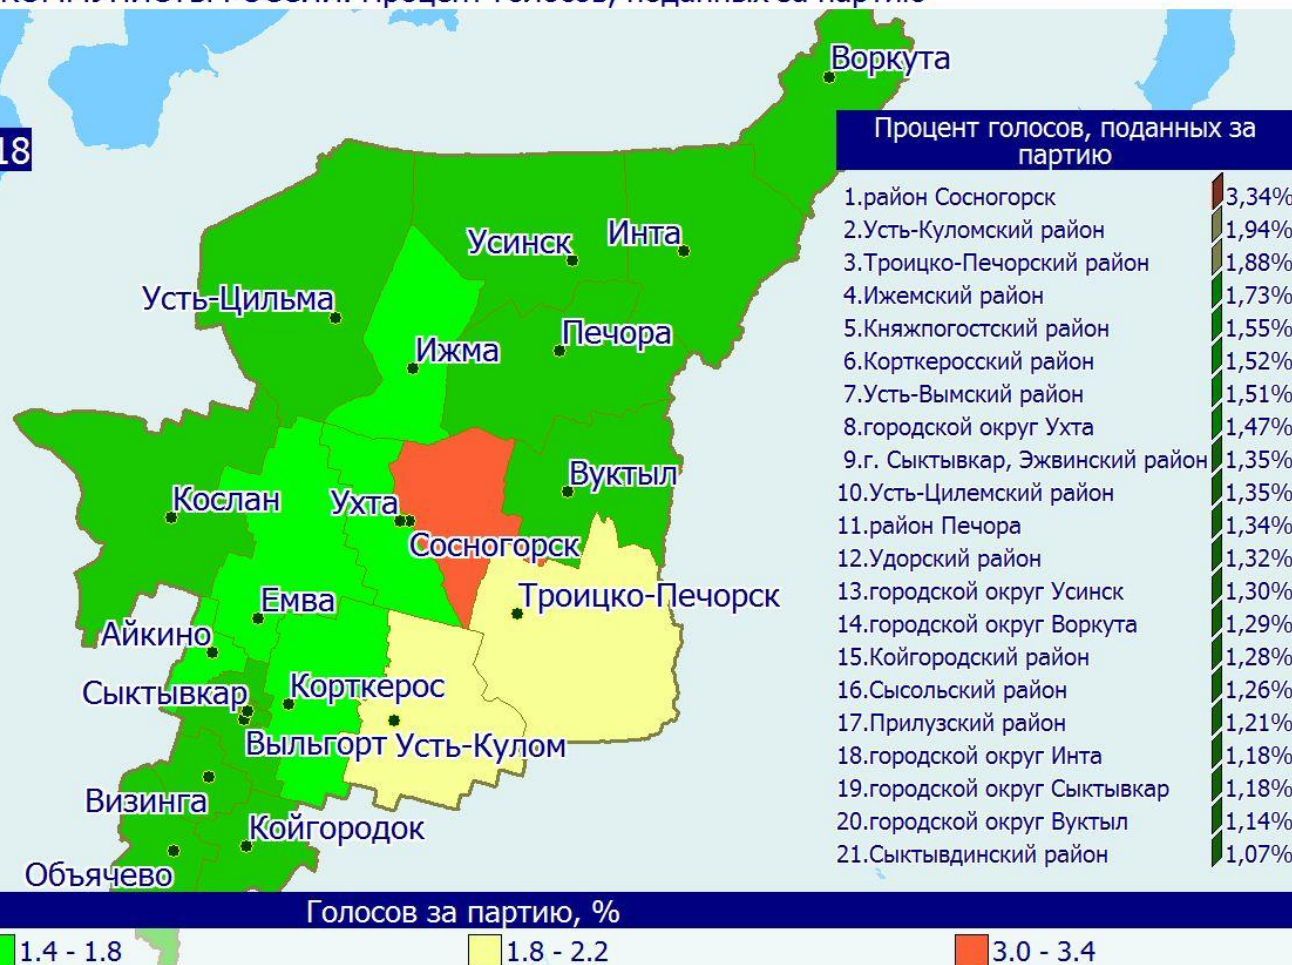 КОММУНИСТЫ РОССИИ. Процент голосов, поданных за партию
18
Воркута
Усинск
Инта
Усть-Цильма
Печора
Ижма
Вуктыл
Кослан
Ухта
Сосногорск
Троицко-Печорск
Емва
Айкино
Сыктывкар
Корткерос
Выльгорт
Усть-Кулом
Визинга
Койгородок
Объячево
Процент голосов, поданных за
партию
1.район Сосногорск 3,34%
2.Усть-Куломский район 1,94%
3.Троицко-Печорский район 1,88%
4.Ижемский район 1,73%
5.Княжпогостский район 1,55%
6.Корткеросский район 1,52%
7.Усть-Вымский район 1,51%
8.городской округ Ухта 1,47%
9.г. Сыктывкар, Эжвинский район 1,35%
10.Усть-Цилемский район 1,35%
11.район Печора 1,34%
12.Удорский район 1,32%
13.городской округ Усинск 1,30%
14.городской округ Воркута 1,29%
15.Койгородский район 1,28%
16.Сысольский район 1,26%
17.Прилузский район 1,21%
18.городской округ Инта 1,18%
19.городской округ Сыктывкар 1,18%
20.городской округ Вуктыл 1,14%
21.Сыктывдинский район 1,07%
Голосов за партию, %
1.4 - 1.8
1.8 - 2.2
3.0 - 3.4